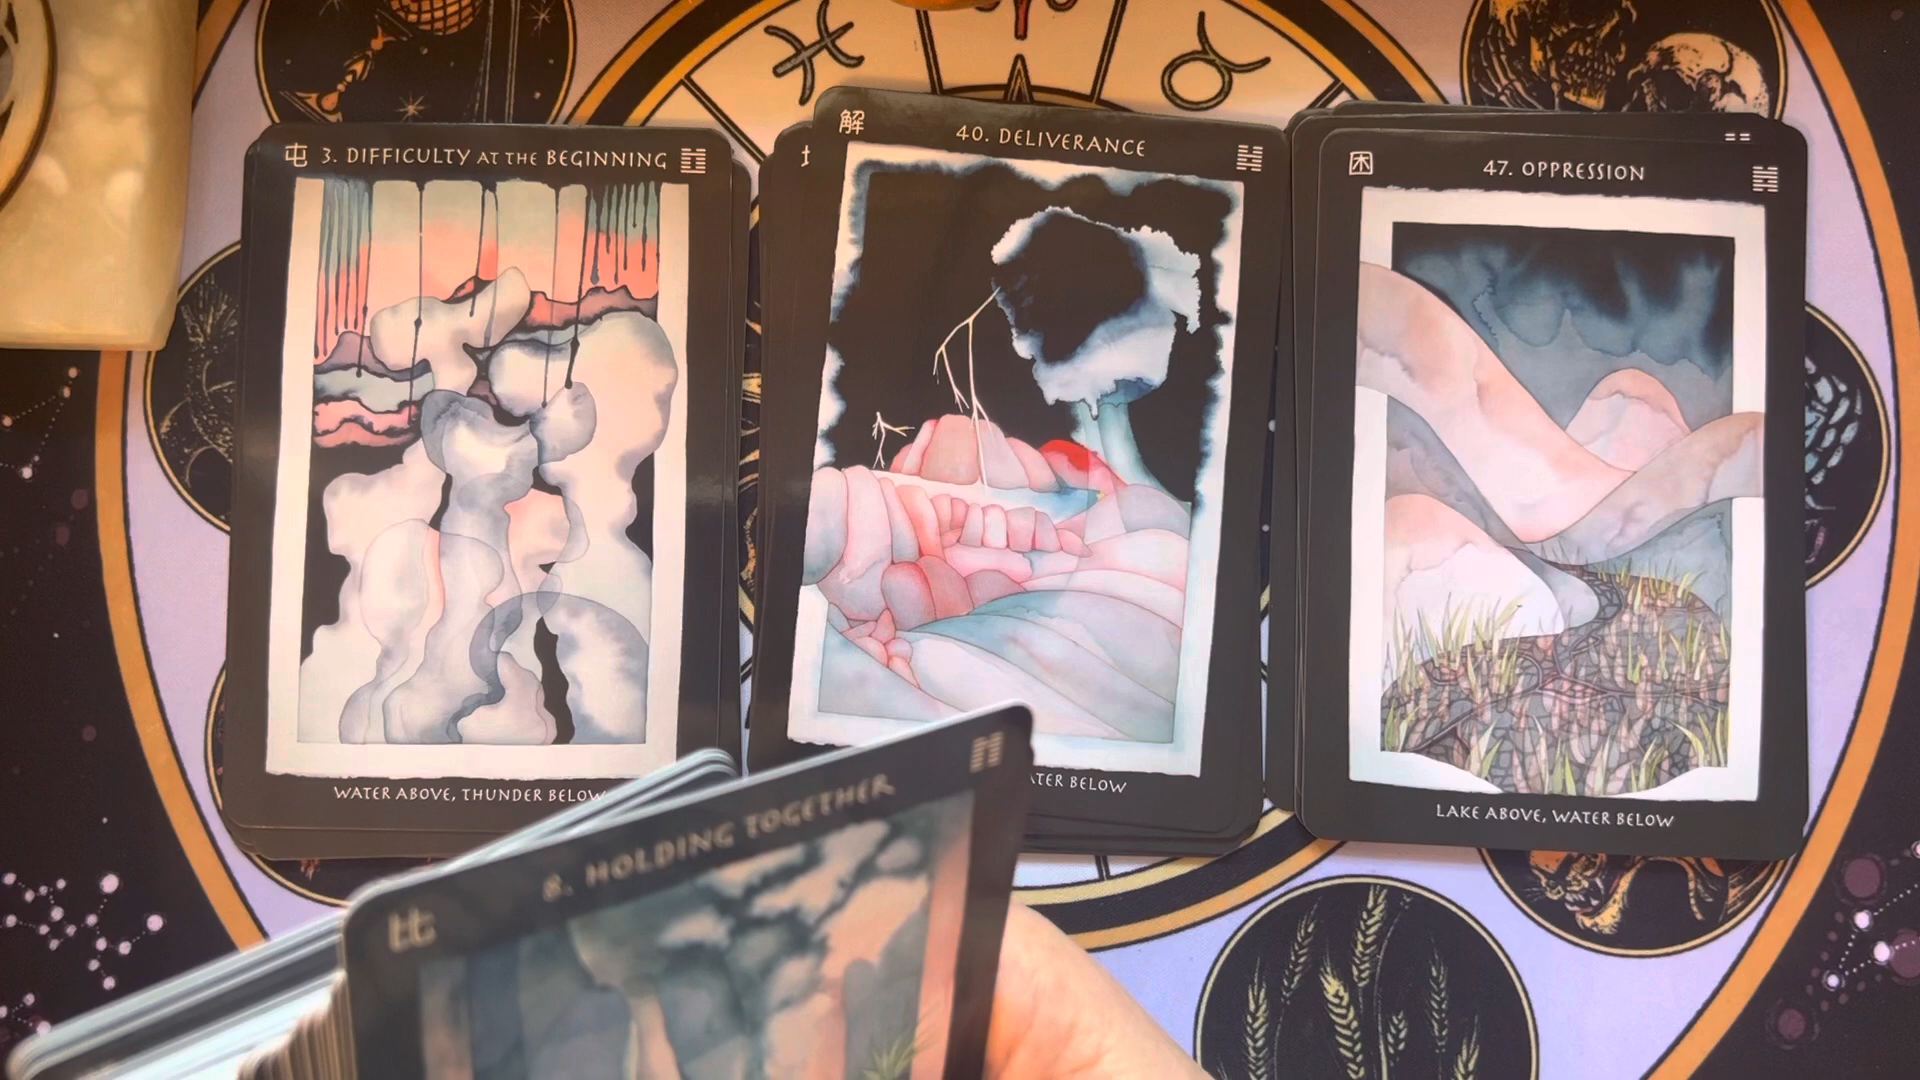 屯 3. DIFFICULTY AT THE BEGINNING
WATER ABOVE, THUNDER BELOW
解 40. DELIVERANCE
ATER BELOW
困 47. OPPRESSION
LAKE ABOVE, WATER BELOW
比 8. HOLDING TOGETHER